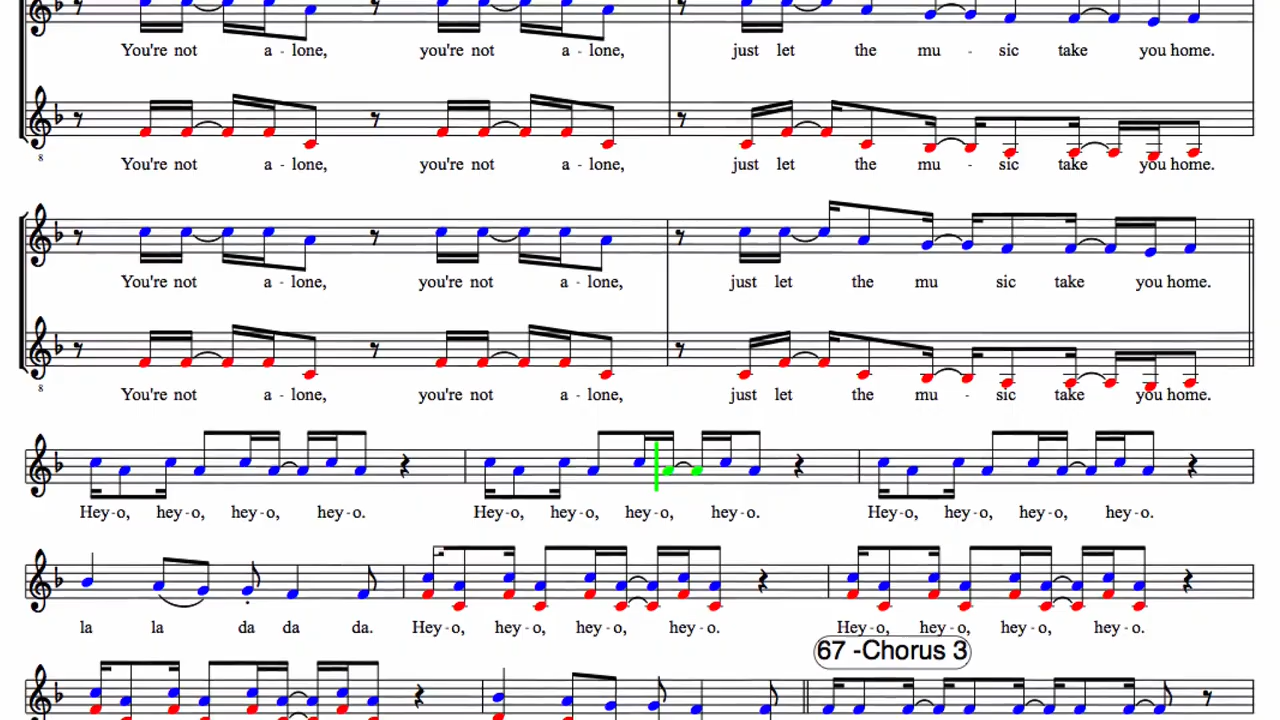 You're not a - lone, you're not a - lone, just let the mu - sic take you home.
8
You're not a - lone, you're not a - lone, just let the mu - sic take you home.
You're not a - lone, you're not a - lone, just let the mu sic take you home.
8
You're not a - lone, you're not a - lone, just let the mu - sic take you home.
Hey-o, hey-o, hey-o, hey-o. Hey-o, hey-o, hey-o, hey-o. Hey-o, hey-o, hey-o, hey-o.
la la da da da. Hey-o, hey-o, hey-o, hey-o. Hey-o, hey-o, hey-o, hey-o.
67 -Chorus 3